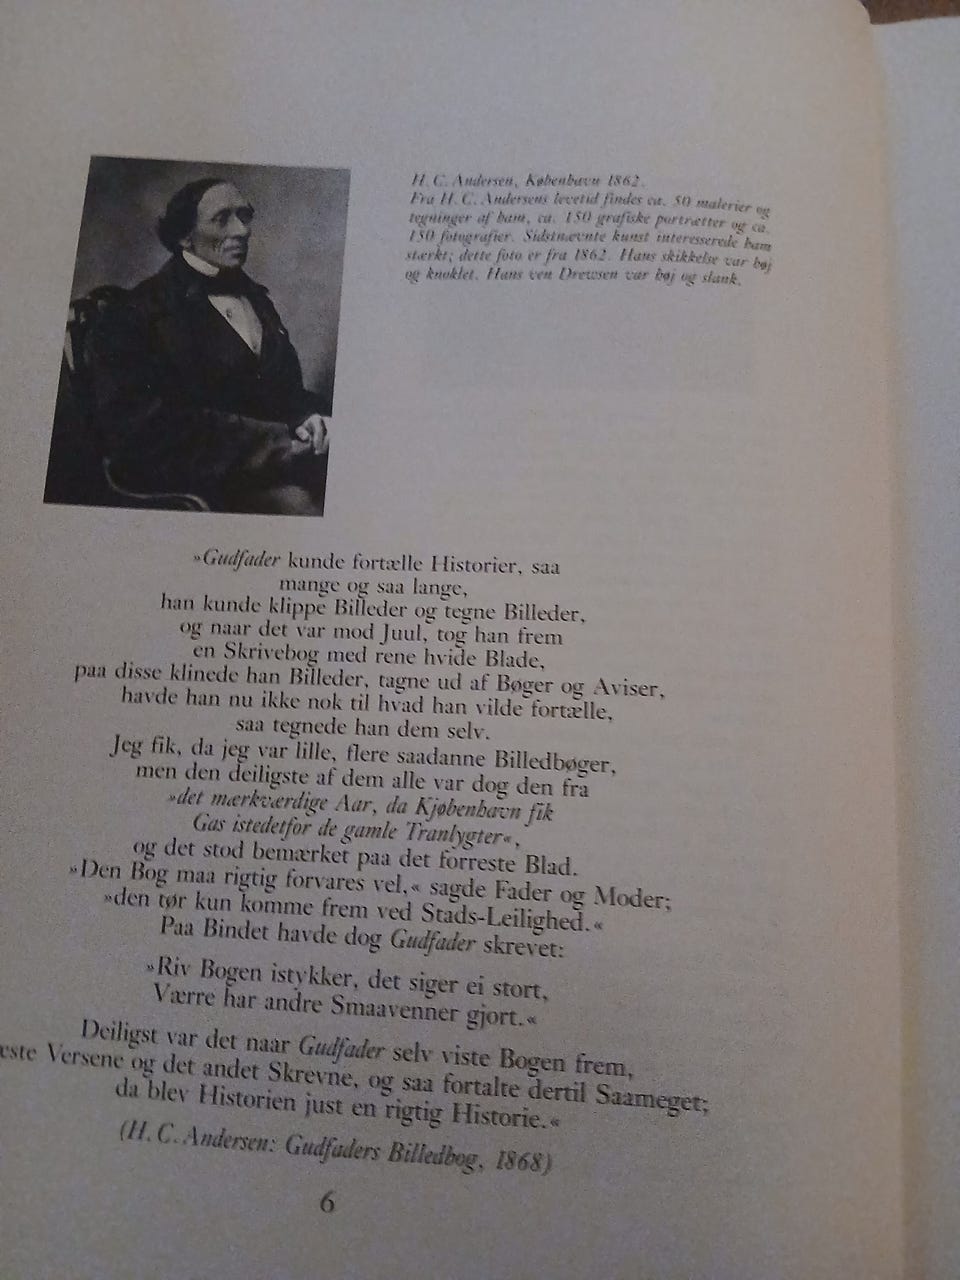 H. C. Andersen, København 1862.
Fra H. C. Andersens levetid findes ca. 50 malerier og
tegninger af ham, ca. 150 grafiske portrætter og ca.
150 fotografier. Sidstnævnte kunst interesserede ham
stærkt; dette foto er fra 1862. Hans skikkelse var høj
og knoklet. Hans ven Drewsen var høj og slank.
»Gudfader kunde fortælle Historier, saa
mange og saa lange,
han kunde klippe Billeder og tegne Billeder,
og naar det var mod Juul, tog han frem
en Skrivebog med rene hvide Blade,
paa disse klinede han Billeder, tagne ud af Bøger og Aviser,
havde han nu ikke nok til hvad han vilde fortælle,
saa tegnede han dem selv.
Jeg fik, da jeg var lille, flere saadanne Billedbøger,
men den deiligste af dem alle var dog den fra
»det mærkværdige Aar, da Kjøbenhavn fik
Gas istedetfor de gamle Tranlygter«,
og det stod bemærket paa det forreste Blad.
»Den Bog maa rigtig forvares vel,« sagde Fader og Moder;
»den tør kun komme frem ved Stads-Leilighed.«
Paa Bindet havde dog Gudfader skrevet:
»Riv Bogen istykker, det siger ei stort,
Værre har andre Smaavenner gjort.«
Deiligst var det naar Gudfader selv viste Bogen frem,
Versene og det andet Skrevne, og saa fortalte dertil Saameget;
da blev Historien just en rigtig Historie.«
(H. C. Andersen: Gudfaders Billedbog, 1868)
6